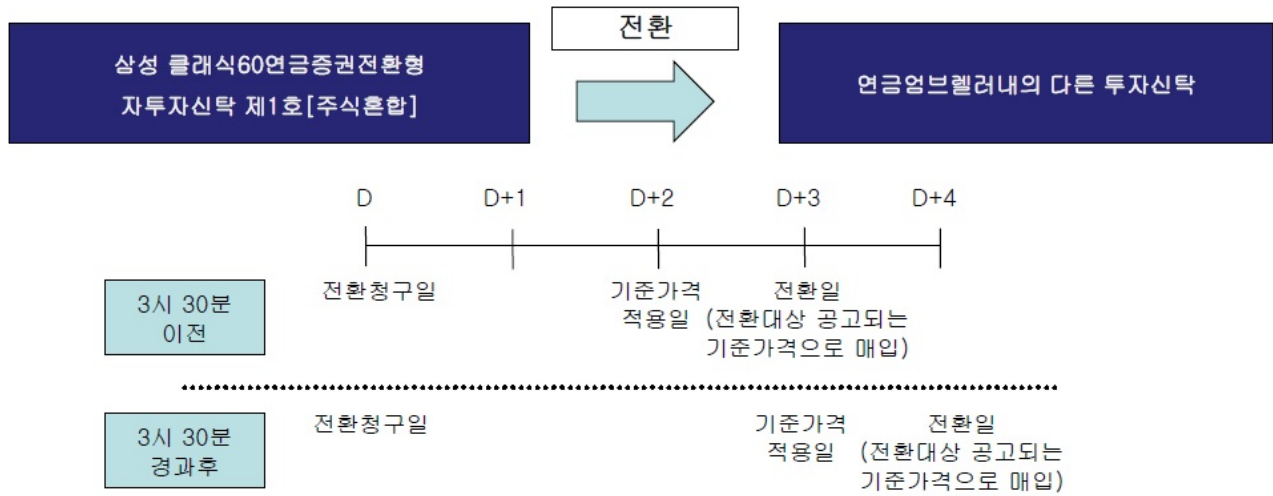 전환
삼성 클래식60연금증권전환형
자투자신탁 제1호[주식혼합]
연금엄브렐러내의 다른 투자신탁
D D+1 D+2 D+3 D+4
3시 30분
이전
전환청구일 기준가격 전환일
적용일 (전환대상 공고되는
기준가격으로 매입)
3시 30분
경과후
전환청구일 기준가격 전환일
적용일 (전환대상 공고되는
기준가격으로 매입)